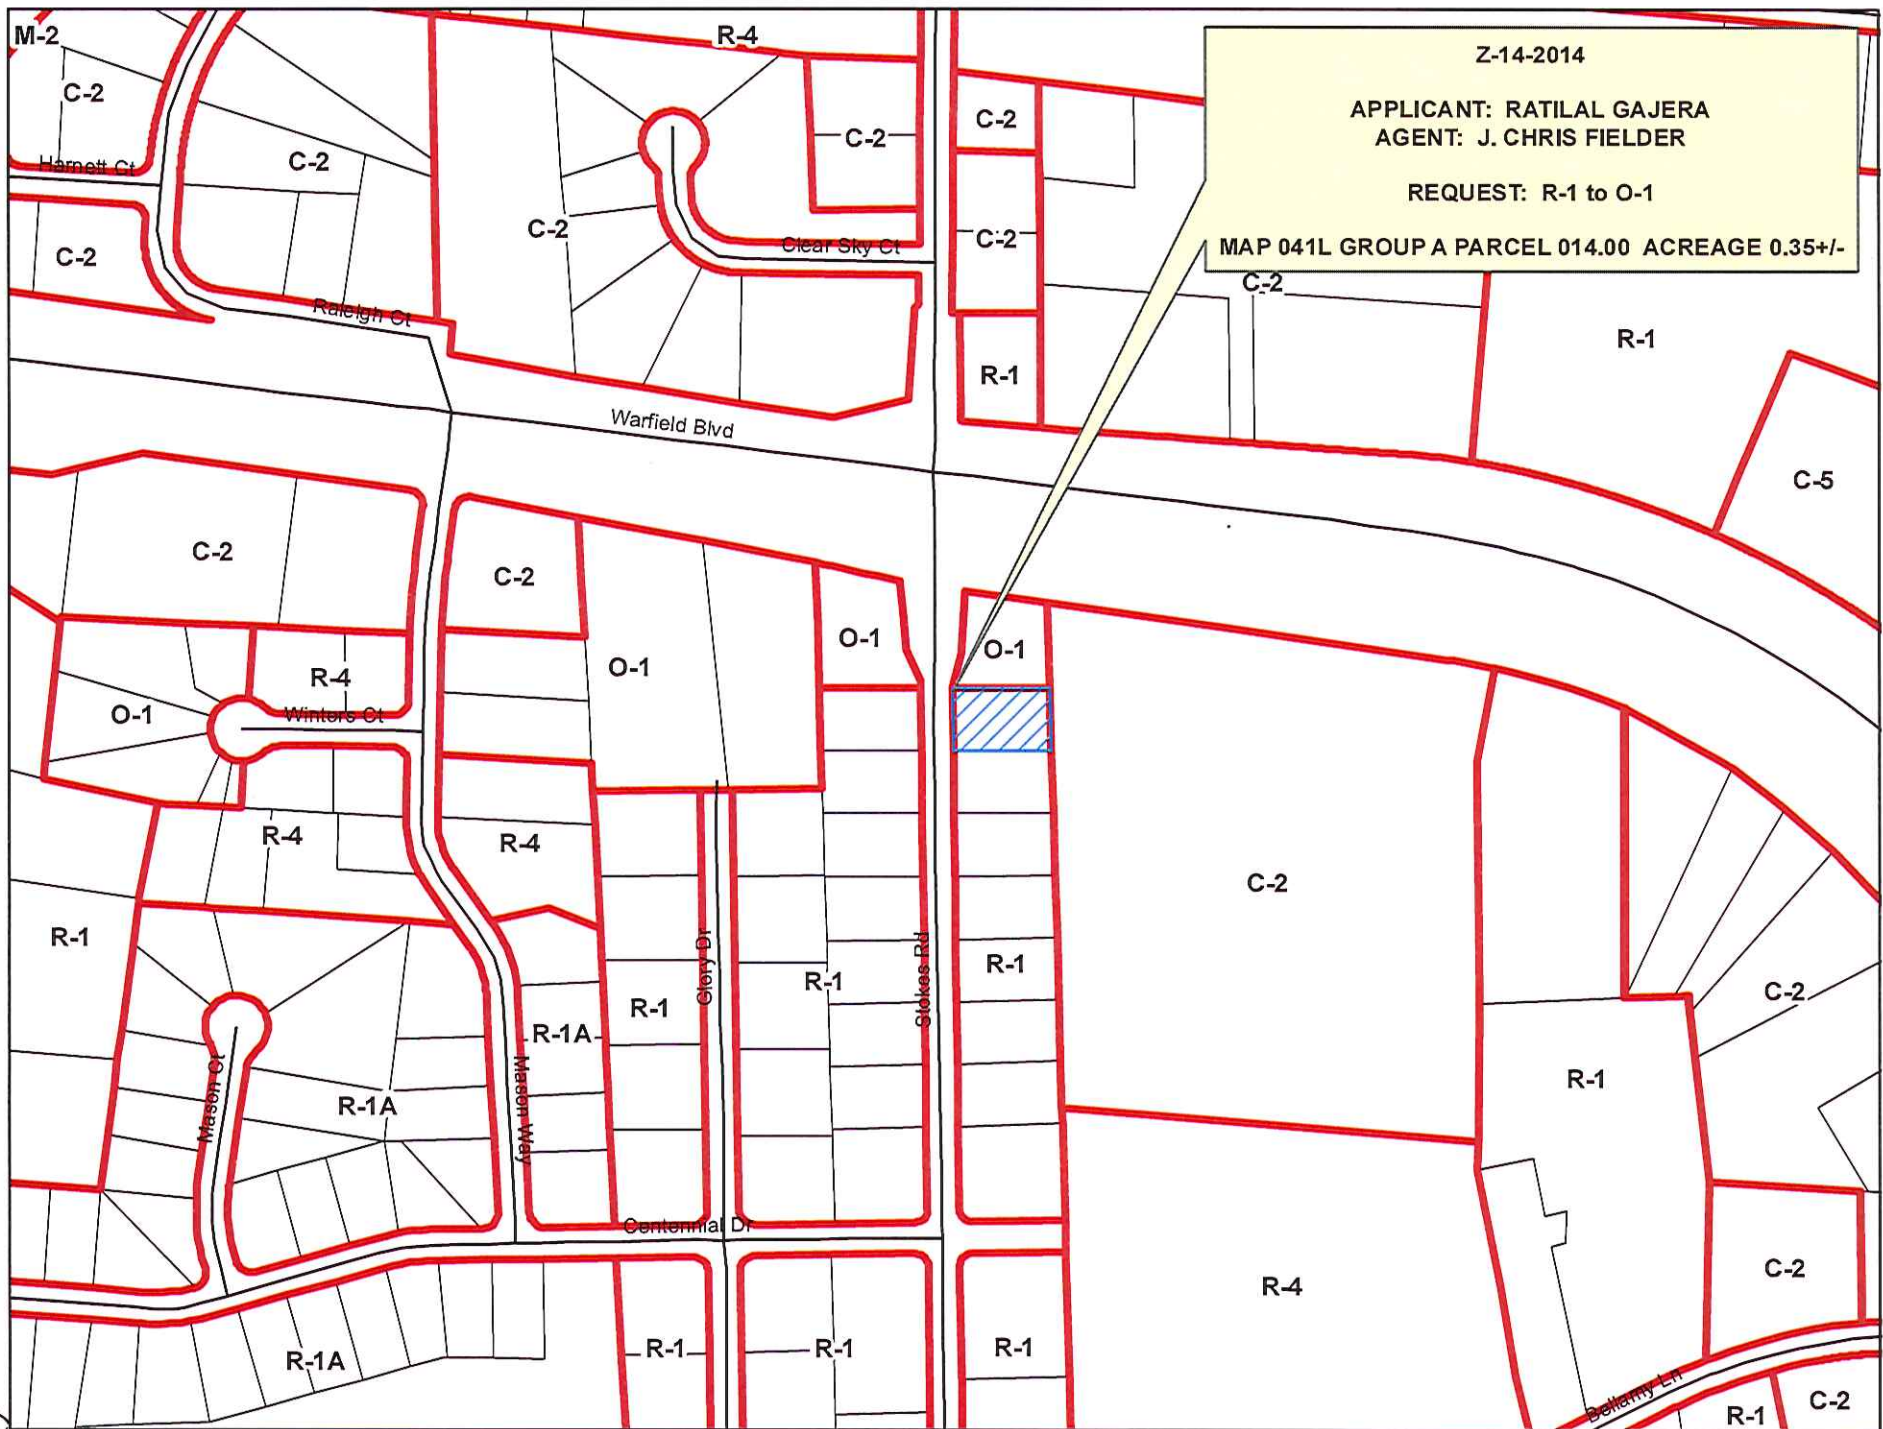 M-2
R-4
Z-14-2014
APPLICANT: RATILAL GAJERA
AGENT: J. CHRIS FIELDER
REQUEST: R-1 to O-1
MAP 041L GROUP A PARCEL 014.00 ACREAGE 0.35+/-
C-2
C-2
C-2
Harnett Ct
C-2
C-2
C-2
Clear Sky Ct
C-2
C-2
Raleigh Ct
R-1
R-1
Warfield Blvd
C-5
C-2
C-2
O-1
O-1
O-1
R-4
O-1
Winters Ct
R-4
R-4
C-2
R-1
Glory Dr
Stokes Rd
R-1
R-1
R-1
C-2
R-1A
Mason Ct
Mason Way
R-1A
R-1
Centennial Dr
C-2
R-4
R-1A
R-1
R-1
R-1
Bellamy Ln
R-1
C-2